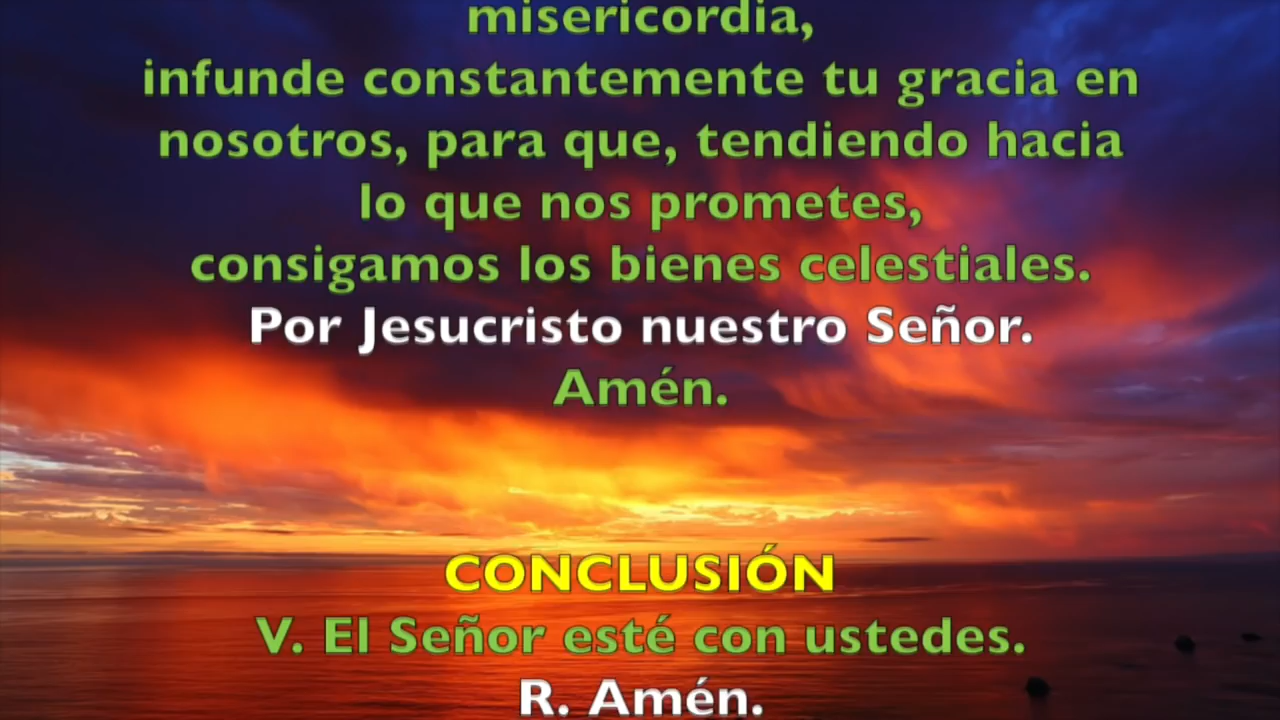 misericordia,
infunde constantemente tu gracia en
nosotros, para que, tendiendo hacia
lo que nos prometes,
consigamos los bienes celestiales.
Por Jesucristo nuestro Señor.
Amén.
CONCLUSIÓN
V. El Señor esté con ustedes.
R. Amén.